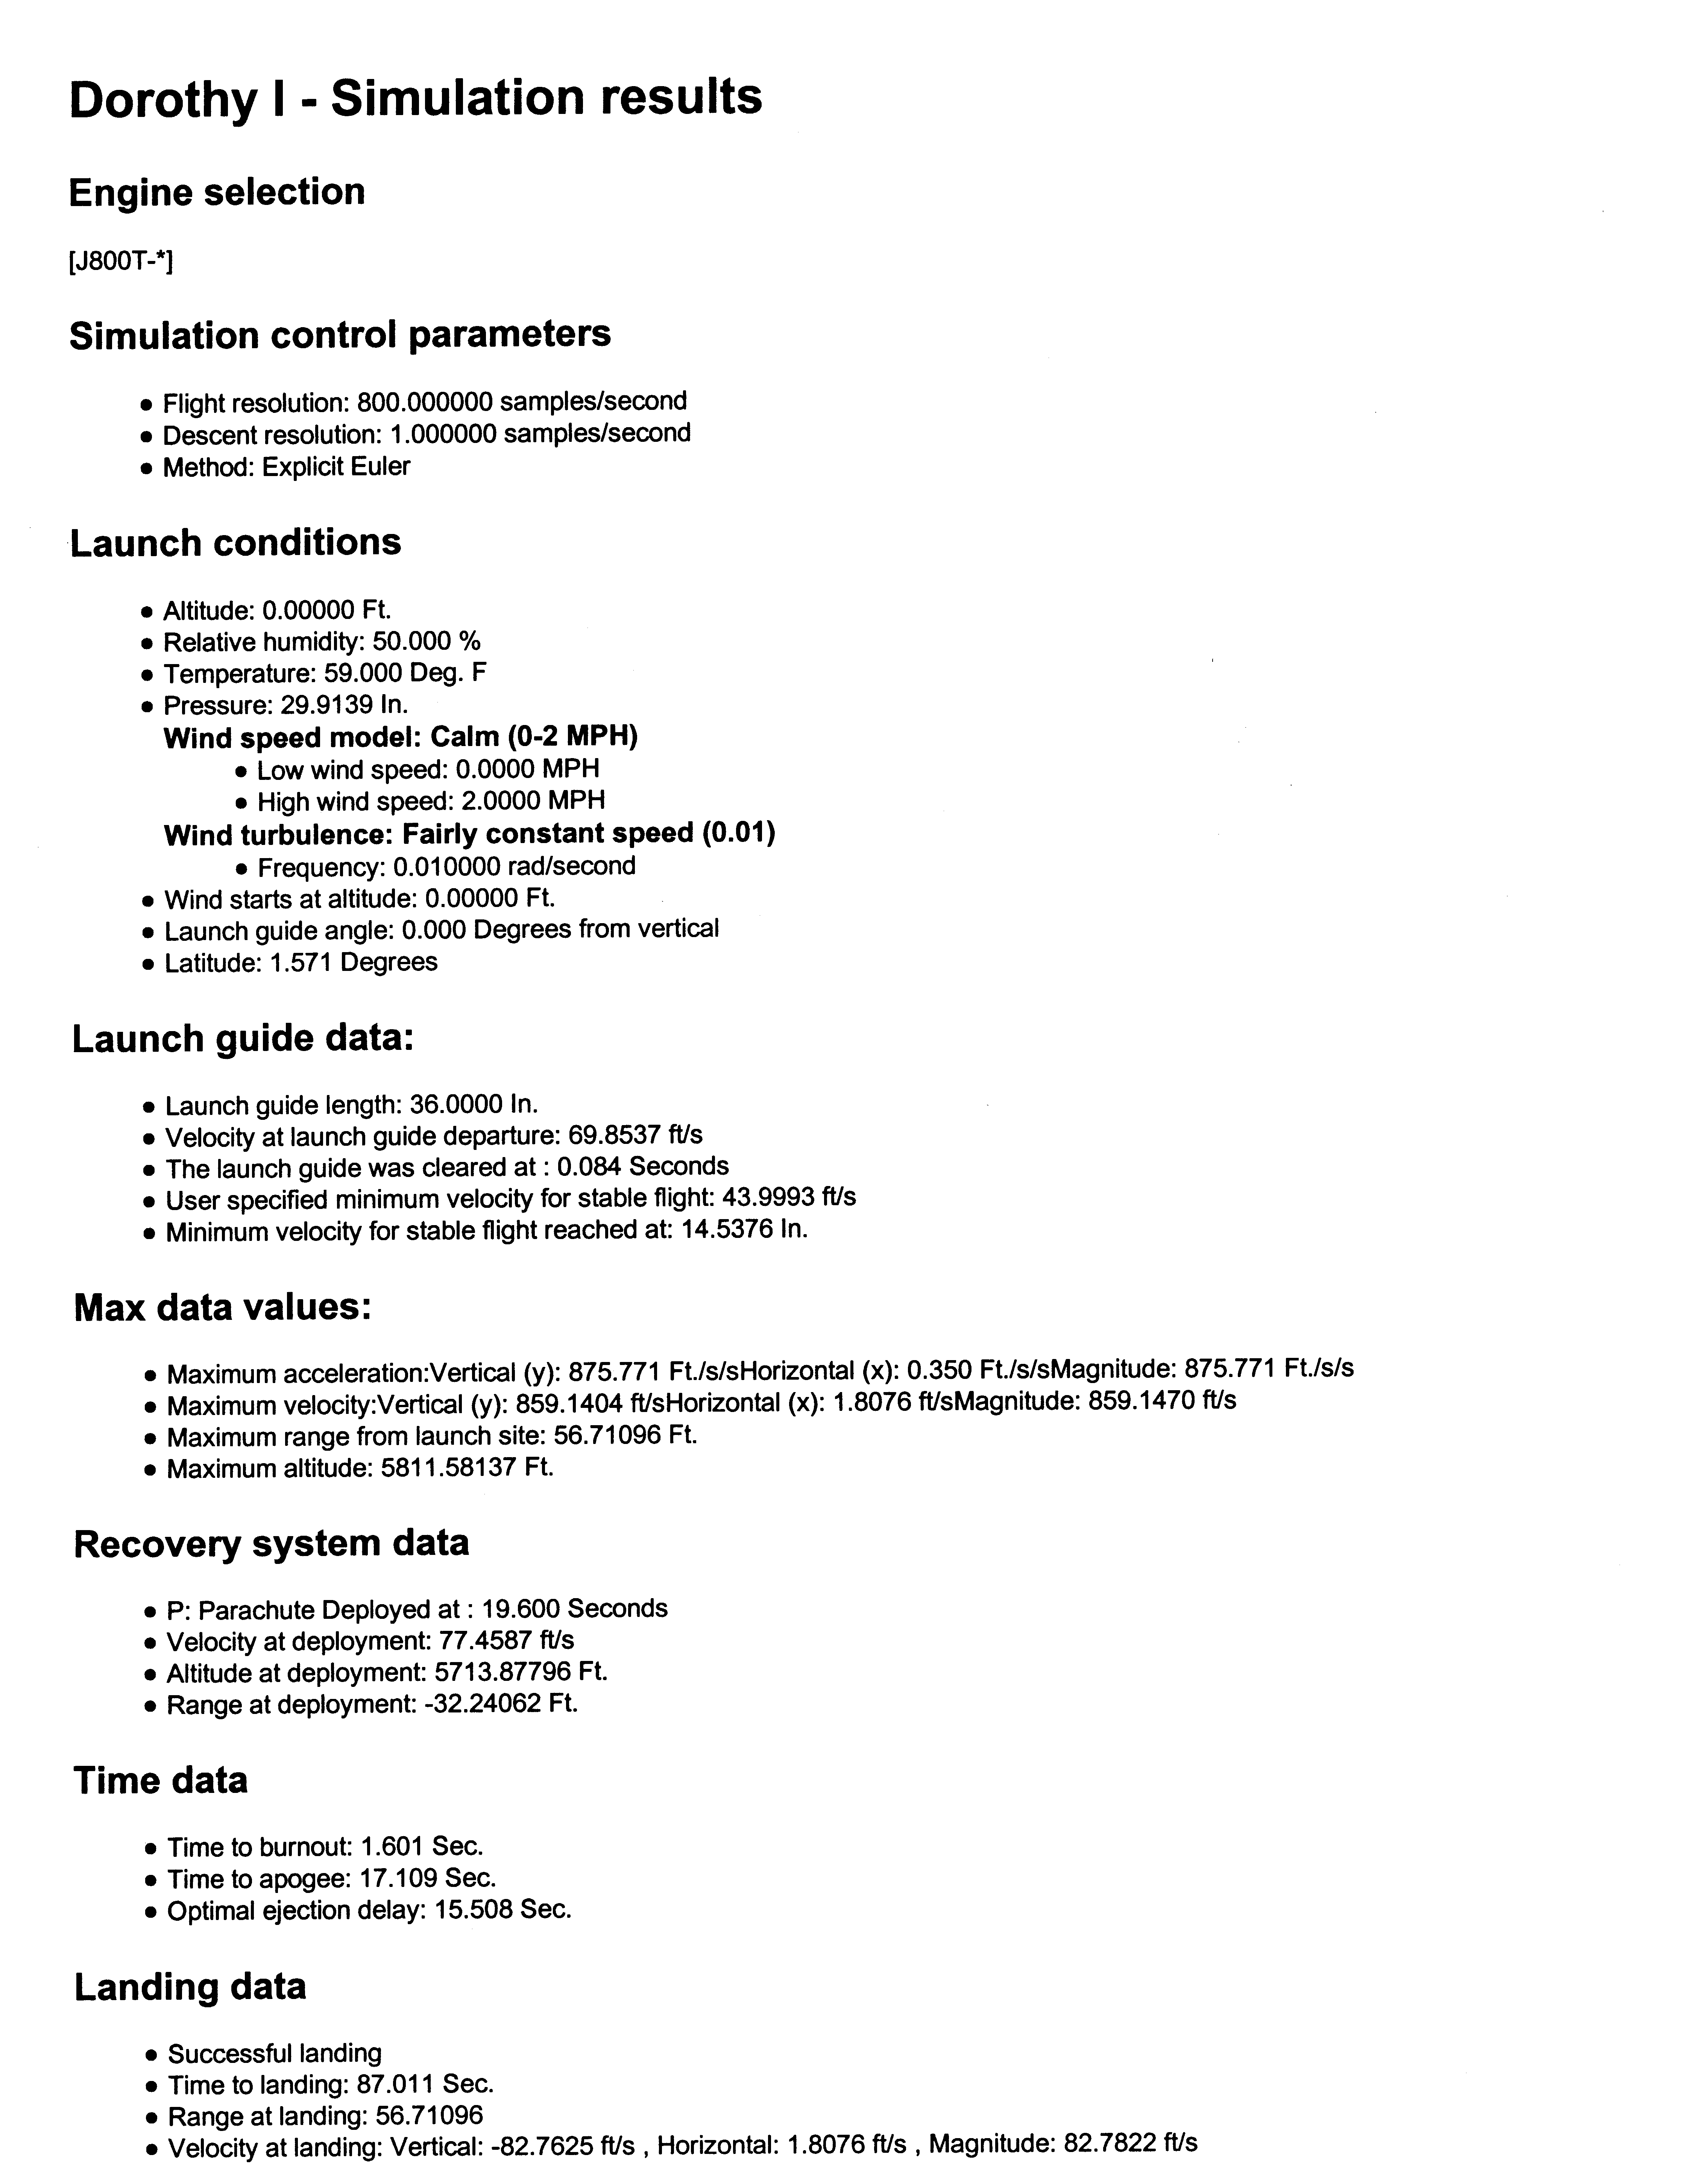 Dorothy I - Simulation results
Engine selection
[J800T-*]
Simulation control parameters
● Flight resolution: 800.000000 samples/second
● Descent resolution: 1.000000 samples/second
● Method: Explicit Euler
Launch conditions
● Altitude: 0.00000 Ft.
● Relative humidity: 50.000 %
● Temperature: 59.000 Deg. F
● Pressure: 29.9139 In.
Wind speed model: Calm (0-2 MPH)
● Low wind speed: 0.0000 MPH
● High wind speed: 2.0000 MPH
Wind turbulence: Fairly constant speed (0.01)
● Frequency: 0.010000 rad/second
● Wind starts at altitude: 0.00000 Ft.
● Launch guide angle: 0.000 Degrees from vertical
● Latitude: 1.571 Degrees
Launch guide data:
● Launch guide length: 36.0000 In.
● Velocity at launch guide departure: 69.8537 ft/s
● The launch guide was cleared at : 0.084 Seconds
● User specified minimum velocity for stable flight: 43.9993 ft/s
● Minimum velocity for stable flight reached at: 14.5376 In.
Max data values:
● Maximum acceleration:Vertical (y): 875.771 Ft./s/sHorizontal (x): 0.350 Ft./s/sMagnitude: 875.771 Ft./s/s
● Maximum velocity:Vertical (y): 859.1404 ft/sHorizontal (x): 1.8076 ft/sMagnitude: 859.1470 ft/s
● Maximum range from launch site: 56.71096 Ft.
● Maximum altitude: 5811.58137 Ft.
Recovery system data
● P: Parachute Deployed at : 19.600 Seconds
● Velocity at deployment: 77.4587 ft/s
● Altitude at deployment: 5713.87796 Ft.
● Range at deployment: -32.24062 Ft.
Time data
● Time to burnout: 1.601 Sec.
● Time to apogee: 17.109 Sec.
● Optimal ejection delay: 15.508 Sec.
Landing data
● Successful landing
● Time to landing: 87.011 Sec.
● Range at landing: 56.71096
● Velocity at landing: Vertical: -82.7625 ft/s , Horizontal: 1.8076 ft/s , Magnitude: 82.7822 ft/s